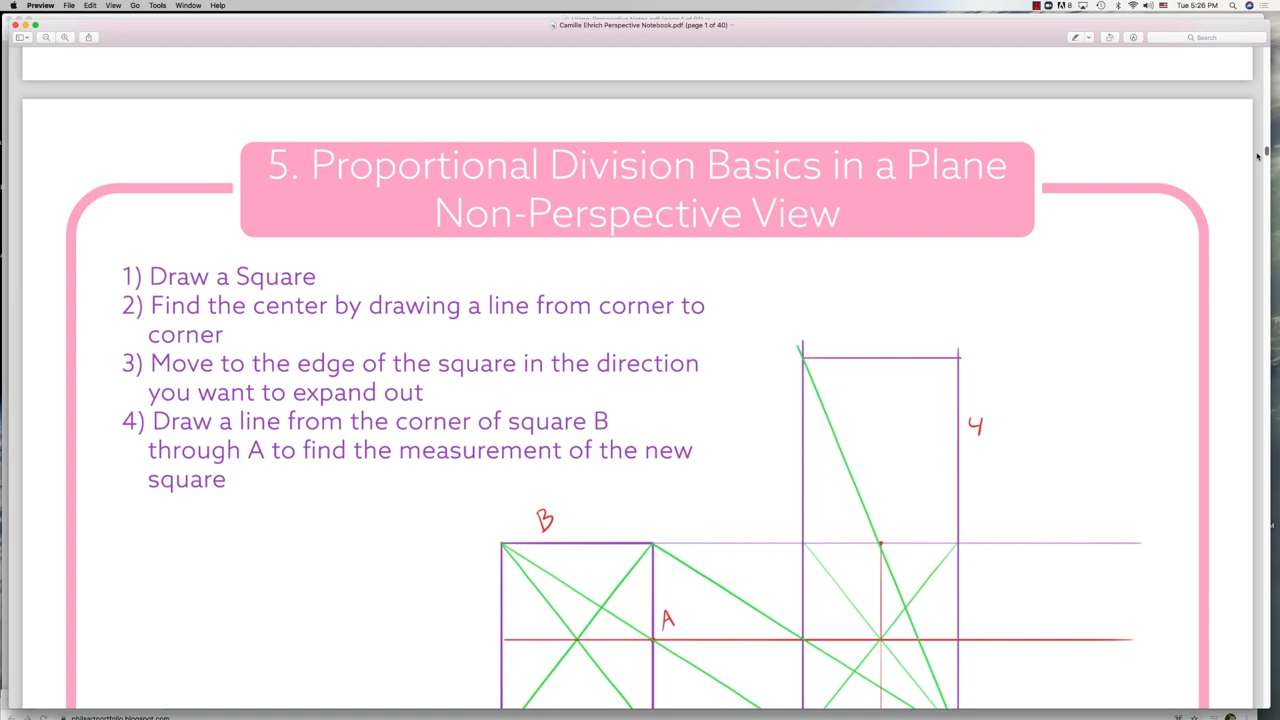 Preview File Edit View Go Tools Window Help
8 Tue 5:26 PM
Camille Ehrich Perspective Notebook.pdf (page 1 of 40)
Search
5. Proportional Division Basics in a Plane
Non-Perspective View
1) Draw a Square
2) Find the center by drawing a line from corner to
corner
3) Move to the edge of the square in the direction
you want to expand out
4) Draw a line from the corner of square B
through A to find the measurement of the new
square
4
B
A
philsartportfolio.blogspot.com